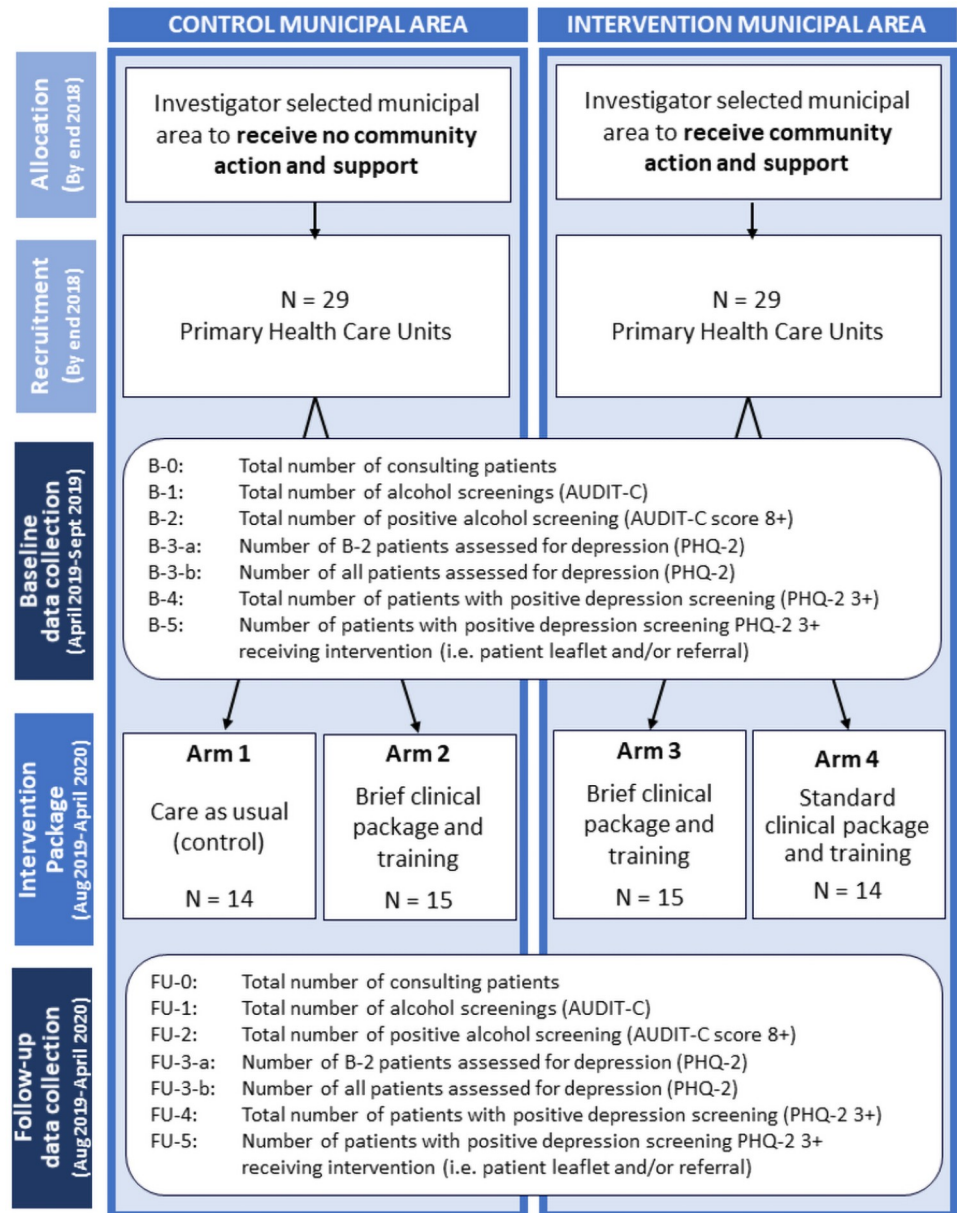 CONTROL MUNICIPAL AREA
INTERVENTION MUNICIPAL AREA
Allocation
(By end 2018)
Investigator selected municipal
area to receive no community
action and support
Investigator selected municipal
area to receive community
action and support
Recruitment
(By end 2018)
N = 29
Primary Health Care Units
N = 29
Primary Health Care Units
Baseline
data collection
(April 2019-Sept 2019)
B-0: Total number of consulting patients
B-1: Total number of alcohol screenings (AUDIT-C)
B-2: Total number of positive alcohol screening (AUDIT-C score 8+)
B-3-a: Number of B-2 patients assessed for depression (PHQ-2)
B-3-b: Number of all patients assessed for depression (PHQ-2)
B-4: Total number of patients with positive depression screening (PHQ-2 3+)
B-5: Number of patients with positive depression screening PHQ-2 3+
receiving intervention (i.e. patient leaflet and/or referral)
Intervention
Package
(Aug 2019-April 2020)
Arm 1
Care as usual
(control)
N = 14
Arm 2
Brief clinical
package and
training
N = 15
Arm 3
Brief clinical
package and
training
N = 15
Arm 4
Standard
clinical package
and training
N = 14
Follow-up
data collection
(Aug 2019-April 2020)
FU-0: Total number of consulting patients
FU-1: Total number of alcohol screenings (AUDIT-C)
FU-2: Total number of positive alcohol screening (AUDIT-C score 8+)
FU-3-a: Number of B-2 patients assessed for depression (PHQ-2)
FU-3-b: Number of all patients assessed for depression (PHQ-2)
FU-4: Total number of patients with positive depression screening (PHQ-2 3+)
FU-5: Number of patients with positive depression screening PHQ-2 3+
receiving intervention (i.e. patient leaflet and/or referral)